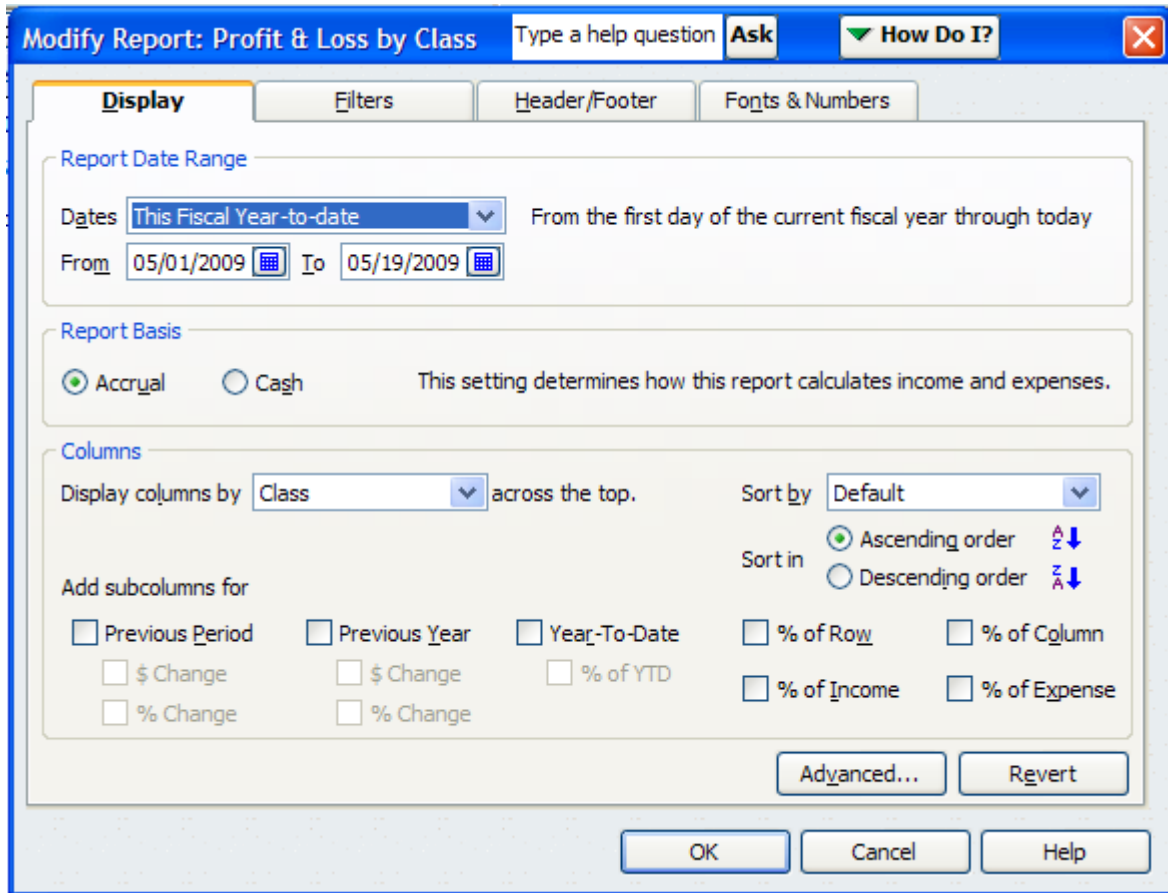 Modify Report: Profit & Loss by Class Type a help question Ask How Do I?
Display Filters Header/Footer Fonts & Numbers
Report Date Range
Dates This Fiscal Year-to-date From the first day of the current fiscal year through today
From 05/01/2009 To 05/19/2009
Report Basis
Accrual Cash This setting determines how this report calculates income and expenses.
Columns
Display columns by Class across the top. Sort by Default
Sort in Ascending order
Descending order
Add subcolumns for
Previous Period Previous Year Year-To-Date % of Row % of Column
$ Change $ Change % of YTD
% of Income % of Expense
% Change % Change
Advanced... Revert
OK Cancel Help